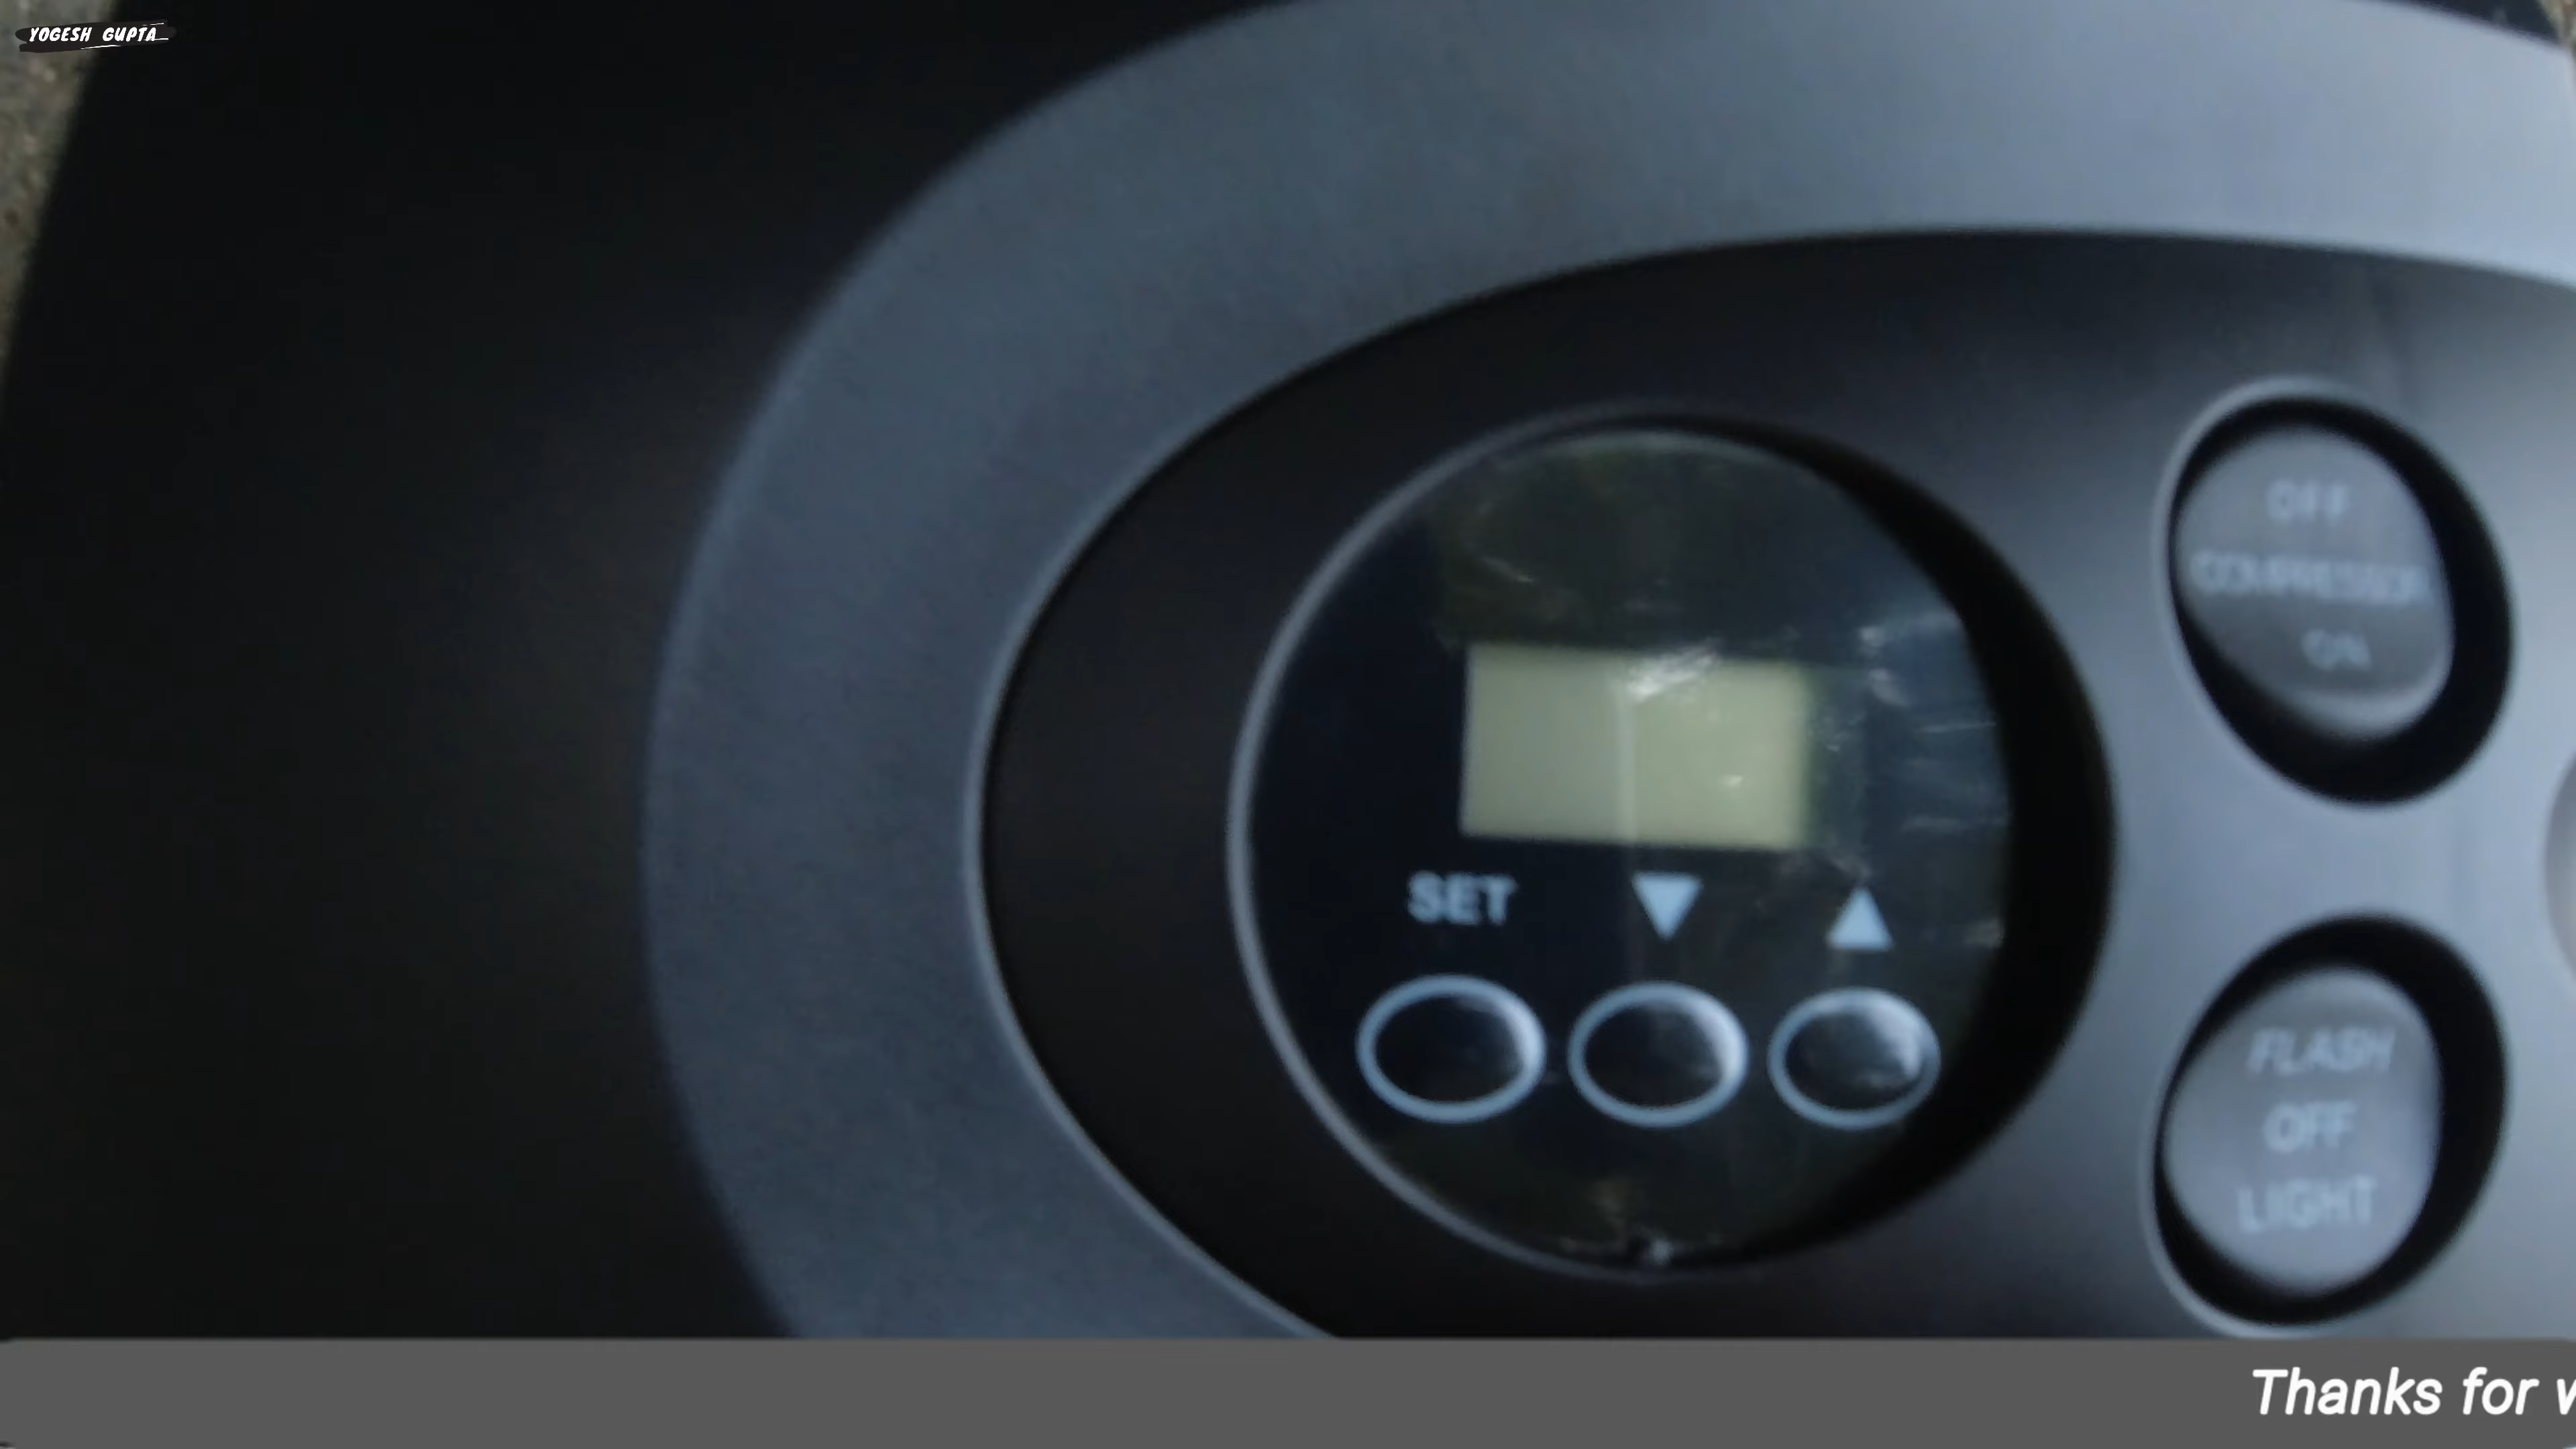 YOGESH GUPTA
OFF
COMPRESSOR
ON
SET ▼ ▲
FLASH
OFF
LIGHT
Thanks for